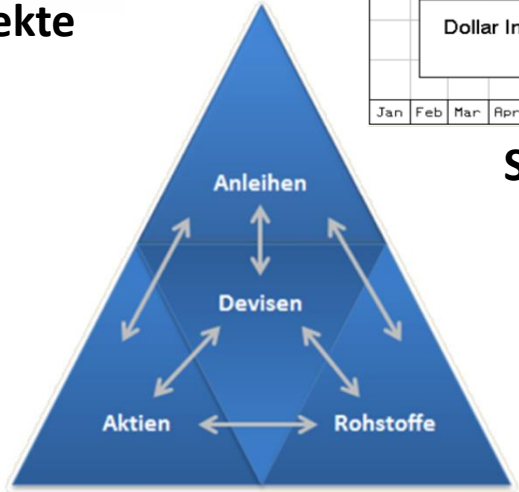 ekte
Dollar In
Jan Feb Mar Apr
S
Anleihen
Devisen
Aktien Rohstoffe